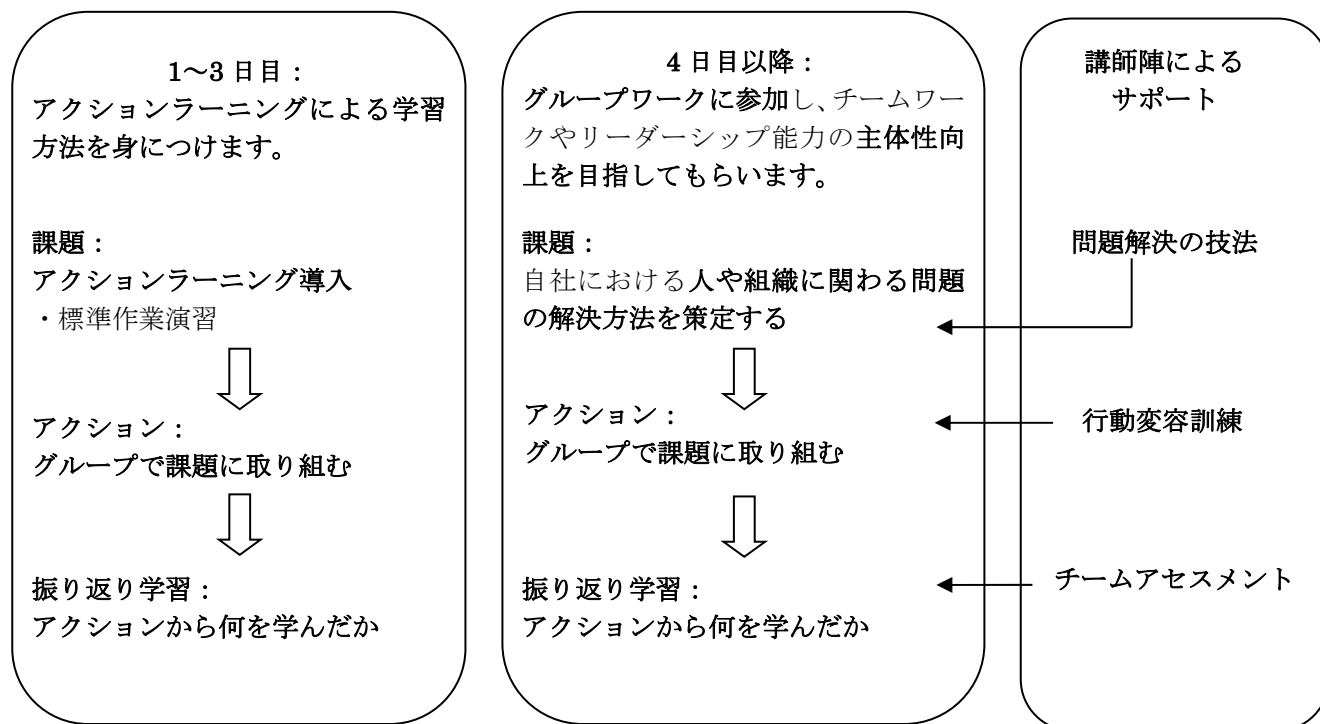 1～3 日目：
アクションラーニングによる学習
方法を身につけます。
課題：
アクションラーニング導入
・標準作業演習
アクション：
グループで課題に取り組む
振り返り学習：
アクションから何を学んだか
4 日目以降：
グループワークに参加し、チームワー
クやリーダーシップ能力の主体性向
上を目指してもらいます。
課題：
自社における人や組織に関わる問題
の解決方法を策定する
アクション：
グループで課題に取り組む
振り返り学習：
アクションから何を学んだか
講師陣による
サポート
問題解決の技法
行動変容訓練
チームアセスメント